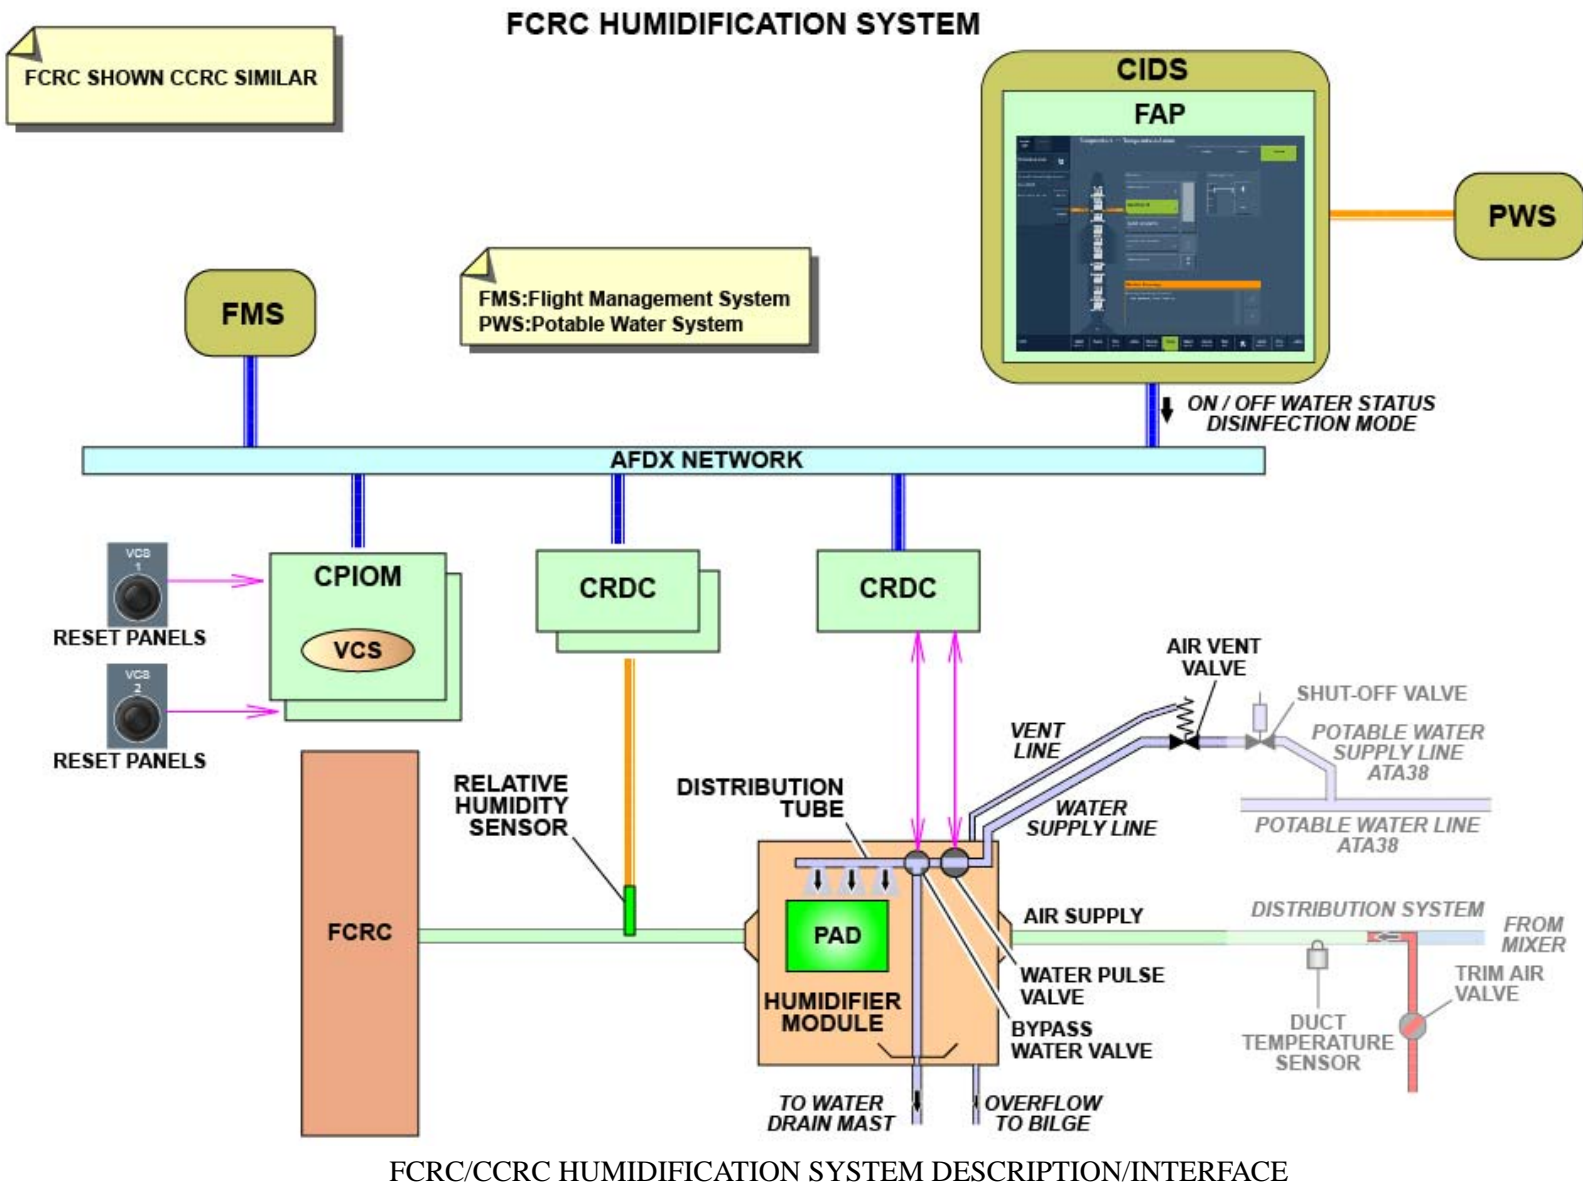 FCRC HUMIDIFICATION SYSTEM
FCRC SHOWN CCRC SIMILAR
CIDS
FAP
PWS
FMS
FMS:Flight Management System
PWS:Potable Water System
ON / OFF WATER STATUS
DISINFECTION MODE
AFDX NETWORK
VCS
1
RESET PANELS
VCS
2
RESET PANELS
CPIOM
VCS
CRDC
CRDC
AIR VENT
VALVE
SHUT-OFF VALVE
VENT
LINE
POTABLE WATER
SUPPLY LINE
ATA38
RELATIVE
HUMIDITY
SENSOR
DISTRIBUTION
TUBE
WATER
SUPPLY LINE
POTABLE WATER LINE
ATA38
FCRC
PAD
HUMIDIFIER
MODULE
AIR SUPPLY
DISTRIBUTION SYSTEM
FROM
MIXER
WATER PULSE
VALVE
BYPASS
WATER VALVE
TRIM AIR
VALVE
DUCT
TEMPERATURE
SENSOR
TO WATER
DRAIN MAST
OVERFLOW
TO BILGE
FCRC/CCRC HUMIDIFICATION SYSTEM DESCRIPTION/INTERFACE